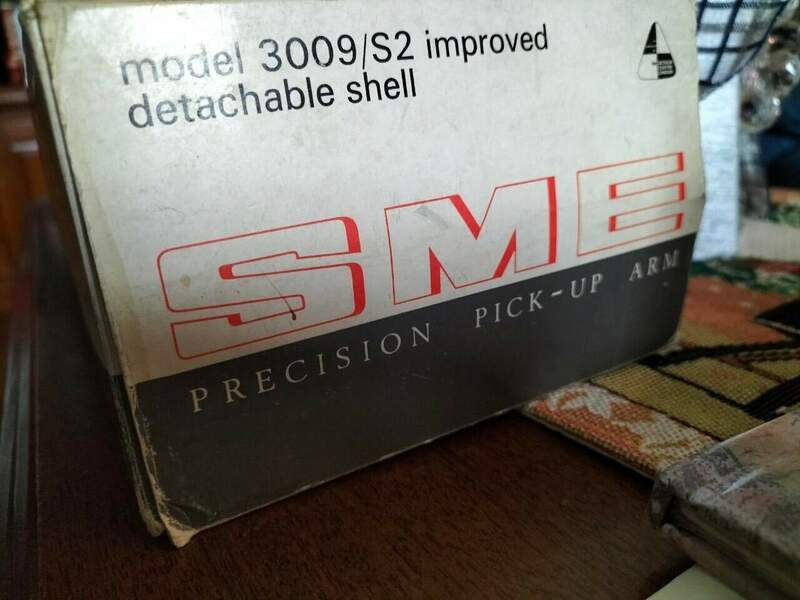 model 3009/S2 improved
detachable shell
SME
PRECISION PICK-UP ARM